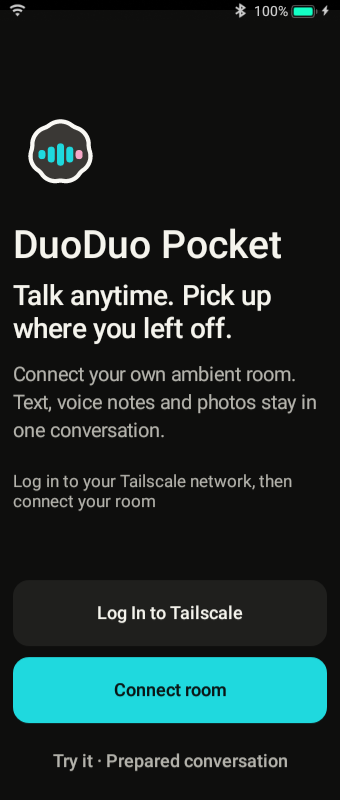 100%
DuoDuo Pocket
Talk anytime. Pick up
where you left off.
Connect your own ambient room.
Text, voice notes and photos stay in
one conversation.
Log in to your Tailscale network, then
connect your room
Log In to Tailscale
Connect room
Try it · Prepared conversation